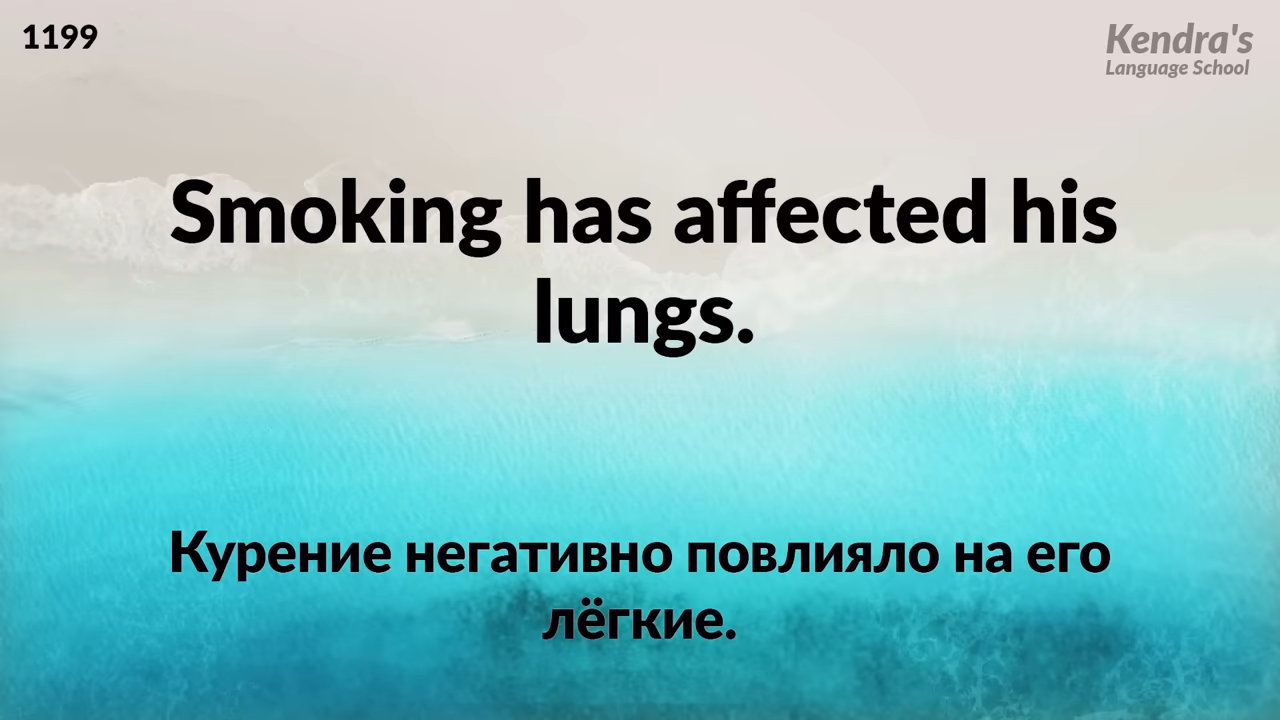 1199
Kendra's
Language School
Smoking has affected his
lungs.
Курение негативно повлияло на его
лёгкие.